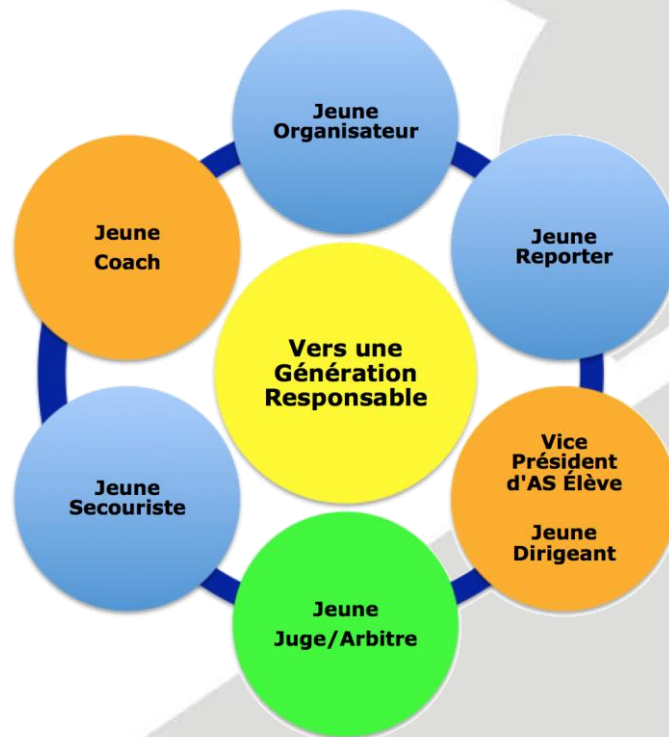 Jeune
Organisateur
Jeune
Reporter
Vice
Président
d'AS Élève
Jeune
Dirigeant
Jeune
Juge/Arbitre
Jeune
Secouriste
Jeune
Coach
Vers une
Génération
Responsable